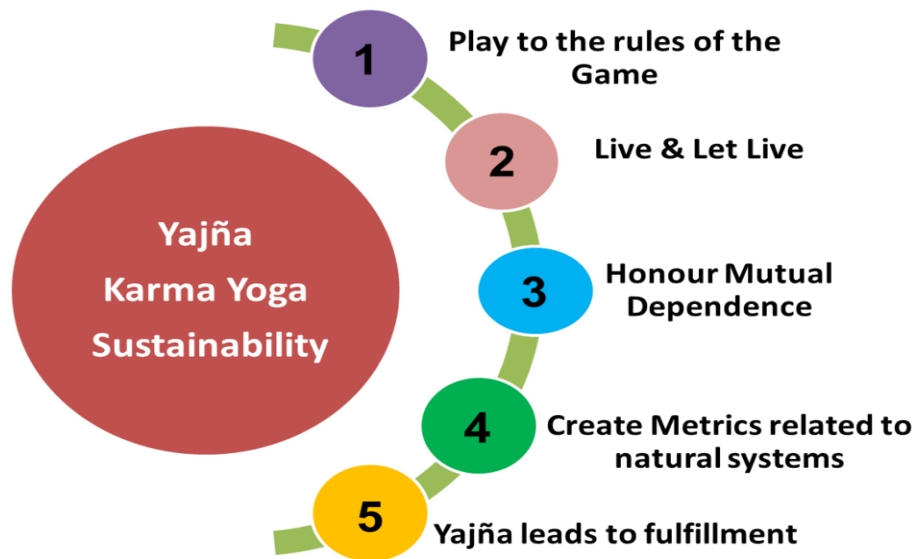 Yajña
Karma Yoga
Sustainability
1
Play to the rules of the
Game
2
Live & Let Live
3
Honour Mutual
Dependence
4
Create Metrics related to
natural systems
5
Yajña leads to fulfillment